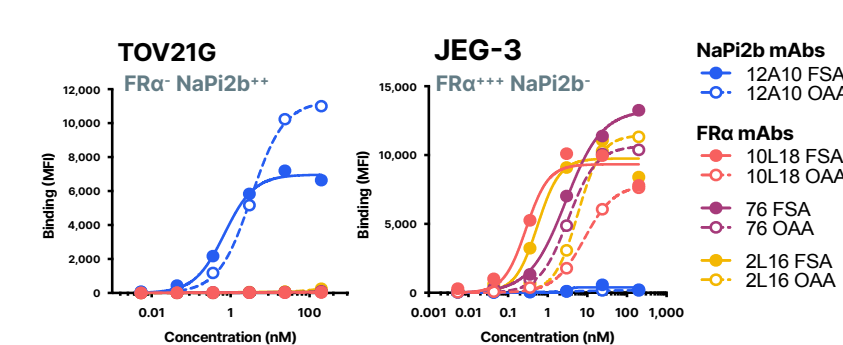 TOV21G
FRα⁻ NaPi2b⁺⁺
Binding (MFI)
12,000
10,000
8,000
6,000
4,000
2,000
0
0.01
1
100
Concentration (nM)
JEG-3
FRα⁺⁺⁺ NaPi2b⁻
Binding (MFI)
15,000
10,000
5,000
0
0.001
0.01
0.1
1
10
100
1,000
Concentration (nM)
NaPi2b mAbs
12A10 FSA
12A10 OAA
FRα mAbs
10L18 FSA
10L18 OAA
76 FSA
76 OAA
2L16 FSA
2L16 OAA